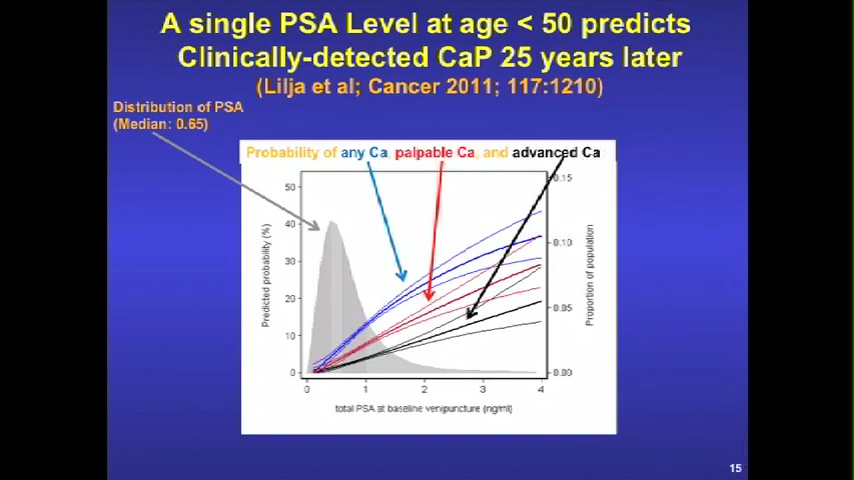 A single PSA Level at age < 50 predicts
Clinically-detected CaP 25 years later
(Lilja et al; Cancer 2011; 117:1210)
Distribution of PSA
(Median: 0.65)
Probability of any Ca, palpable Ca, and advanced Ca
50
40
30
20
10
0
Predicted probability (%)
0.15
0.10
0.05
0.00
Proportion of population
0 1 2 3 4
total PSA at baseline venipuncture (ng/ml)
15